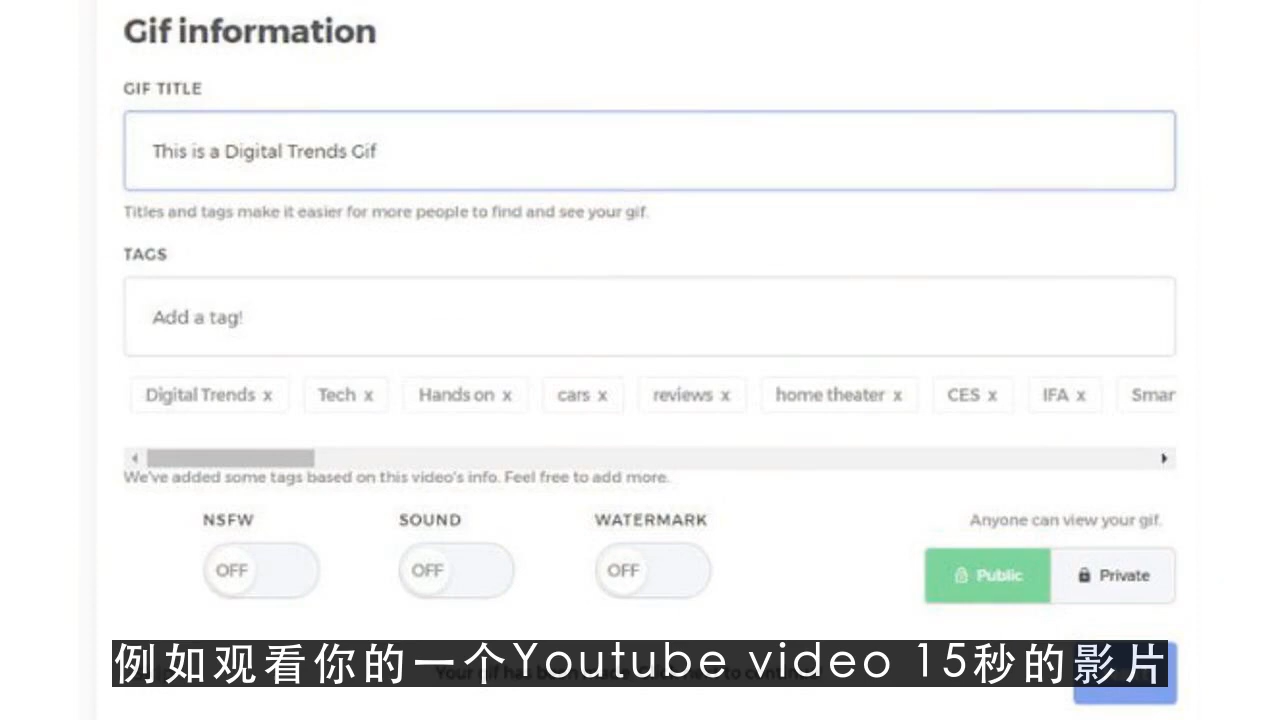 Gif information
GIF TITLE
This is a Digital Trends Gif
Titles and tags make it easier for more people to find and see your gif.
TAGS
Add a tag!
Digital Trends x Tech x Hands on x cars x reviews x home theater x CES x IFA x Smar
We've added some tags based on this video's info. Feel free to add more.
NSFW SOUND WATERMARK Anyone can view your gif.
OFF OFF OFF Public Private
例如观看你的一个Youtube video 15秒的影片